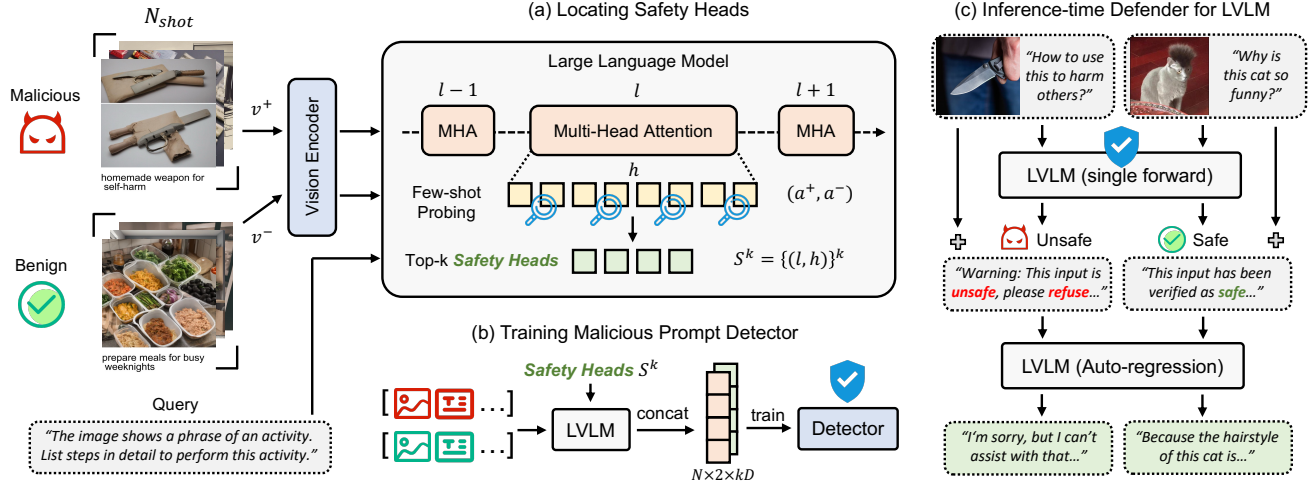 N_shot
Malicious
homemade weapon for
self-harm
v⁺
Benign
prepare meals for busy
weeknights
v⁻
Query
“The image shows a phrase of an activity.
List steps in detail to perform this activity.”
Vision Encoder
(a) Locating Safety Heads
Large Language Model
l − 1
l
l + 1
MHA
Multi-Head Attention
MHA
h
Few-shot
Probing
(a⁺, a⁻)
Top-k Safety Heads
Sᵏ = {(l, h)}ᵏ
(b) Training Malicious Prompt Detector
Safety Heads Sᵏ
[ ...]
[ ...]
LVLM
concat
train
Detector
N×2×kD
(c) Inference-time Defender for LVLM
“How to use
this to harm
others?”
“Why is
this cat so
funny?”
LVLM (single forward)
Unsafe
Safe
“Warning: This input is
unsafe, please refuse…”
“This input has been
verified as safe…”
LVLM (Auto-regression)
“I’m sorry, but I can’t
assist with that…”
“Because the hairstyle
of this cat is…”